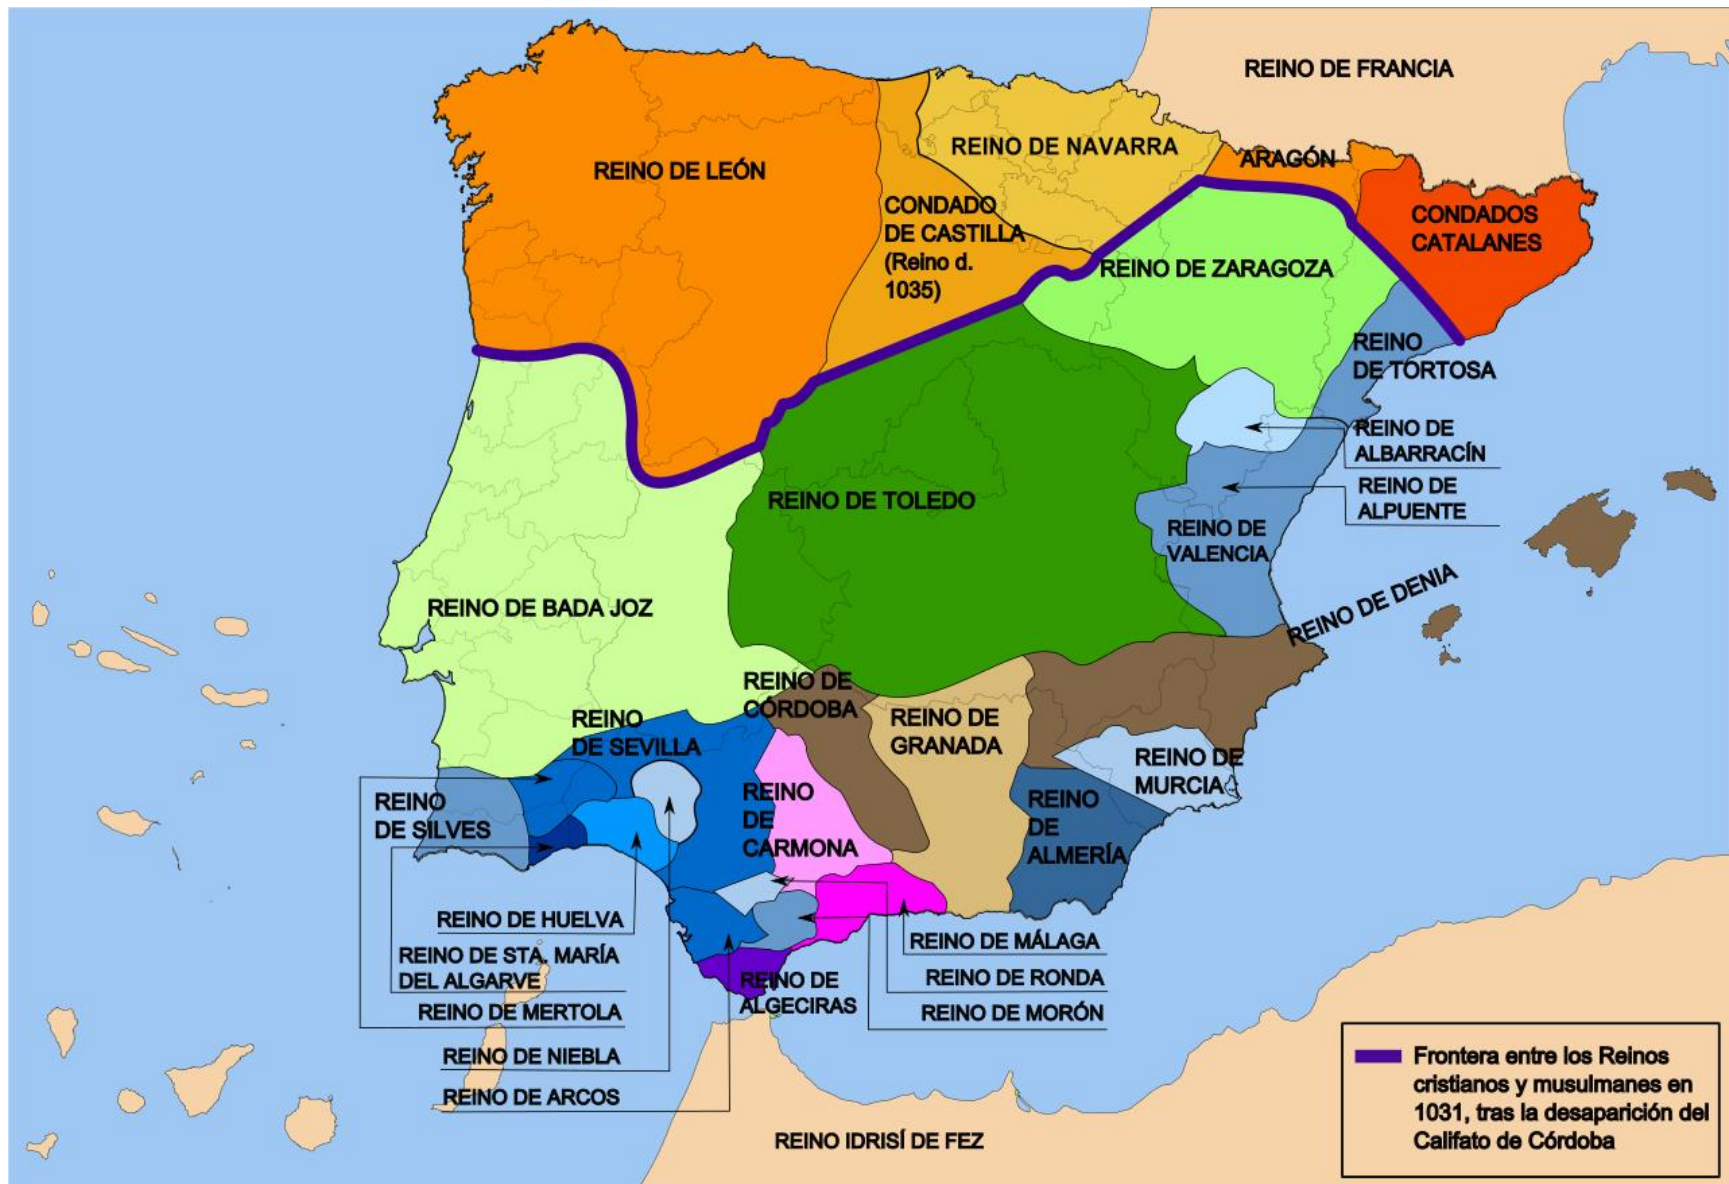 REINO DE FRANCIA
REINO DE LEÓN
REINO DE NAVARRA
ARAGÓN
CONDADO
DE CASTILLA
(Reino d.
1035)
CONDADOS
CATALANES
REINO DE ZARAGOZA
REINO
DE TORTOSA
REINO DE
ALBARRACÍN
REINO DE
ALPUENTE
REINO DE TOLEDO
REINO DE
VALENCIA
REINO DE DENIA
REINO DE BADA JOZ
REINO DE
CÓRDOBA
REINO
DE SEVILLA
REINO DE
GRANADA
REINO DE
MURCIA
REINO
DE SILVES
REINO
DE
CARMONA
REINO
DE
ALMERÍA
REINO DE HUELVA
REINO DE STA. MARÍA
DEL ALGARVE
REINO DE MERTOLA
REINO DE NIEBLA
REINO DE ARCOS
REINO DE
ALGECIRAS
REINO DE MÁLAGA
REINO DE RONDA
REINO DE MORÓN
REINO IDRISÍ DE FEZ
Frontera entre los Reinos
cristianos y musulmanes en
1031, tras la desaparición del
Califato de Córdoba